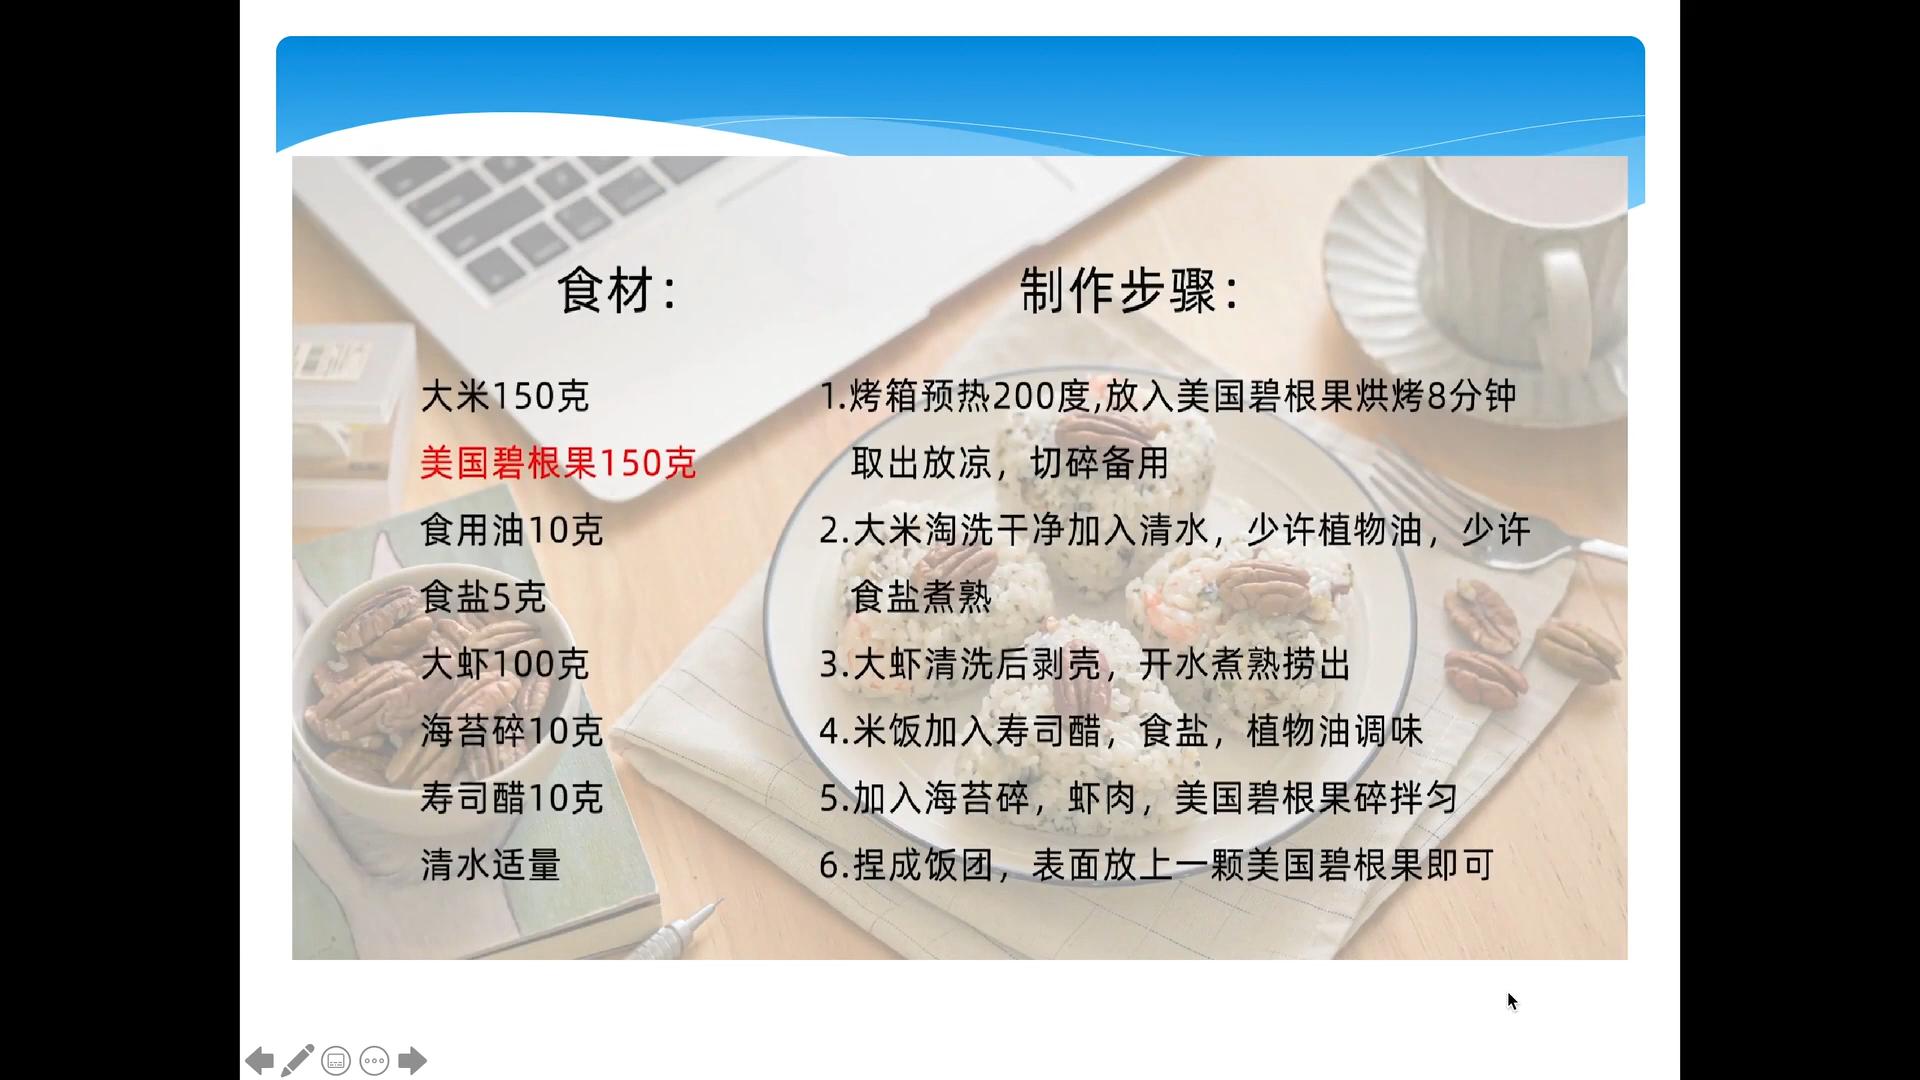 食材：
大米150克
美国碧根果150克
食用油10克
食盐5克
大虾100克
海苔碎10克
寿司醋10克
清水适量
制作步骤：
1.烤箱预热200度,放入美国碧根果烘烤8分钟
取出放凉，切碎备用
2.大米淘洗干净加入清水，少许植物油，少许
食盐煮熟
3.大虾清洗后剥壳，开水煮熟捞出
4.米饭加入寿司醋，食盐，植物油调味
5.加入海苔碎，虾肉，美国碧根果碎拌匀
6.捏成饭团，表面放上一颗美国碧根果即可